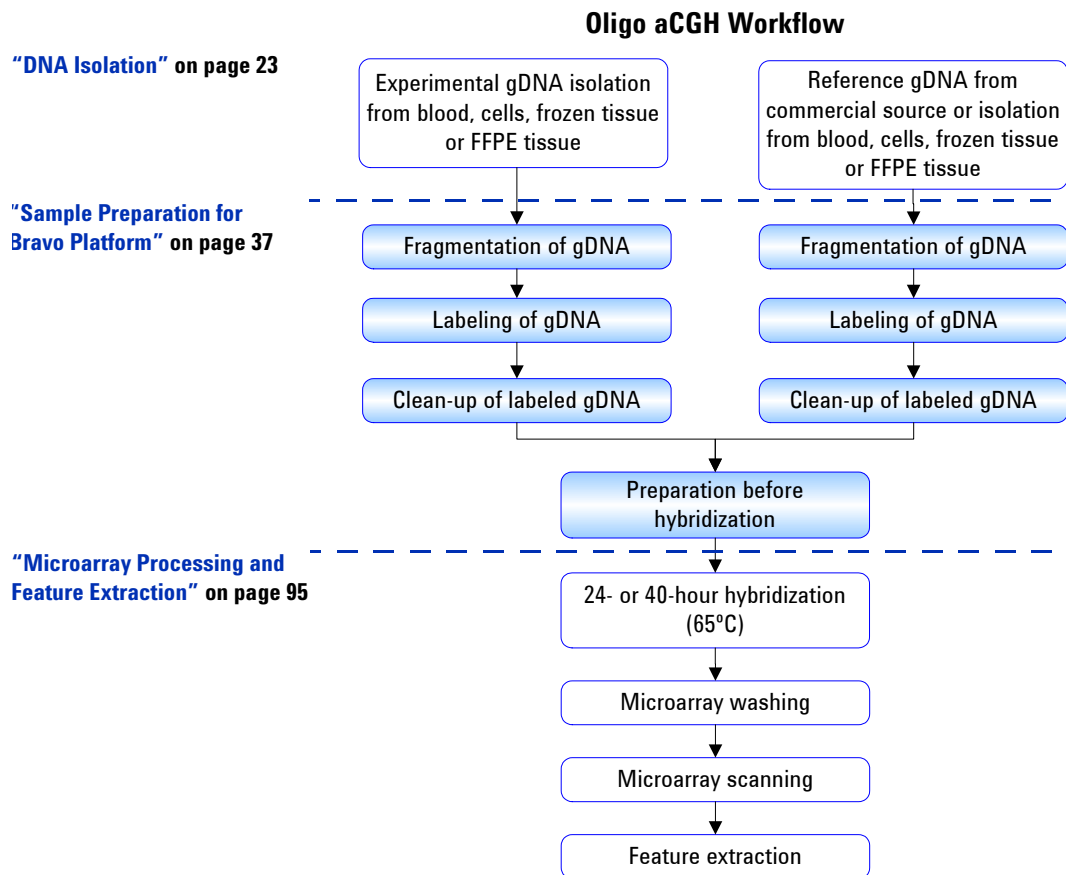 Oligo aCGH Workflow
“DNA Isolation” on page 23
Experimental gDNA isolation
from blood, cells, frozen tissue
or FFPE tissue
Reference gDNA from
commercial source or isolation
from blood, cells, frozen tissue
or FFPE tissue
"Sample Preparation for
Bravo Platform” on page 37
Fragmentation of gDNA
Fragmentation of gDNA
Labeling of gDNA
Labeling of gDNA
Clean-up of labeled gDNA
Clean-up of labeled gDNA
Preparation before
hybridization
“Microarray Processing and
Feature Extraction” on page 95
24- or 40-hour hybridization
(65ºC)
Microarray washing
Microarray scanning
Feature extraction